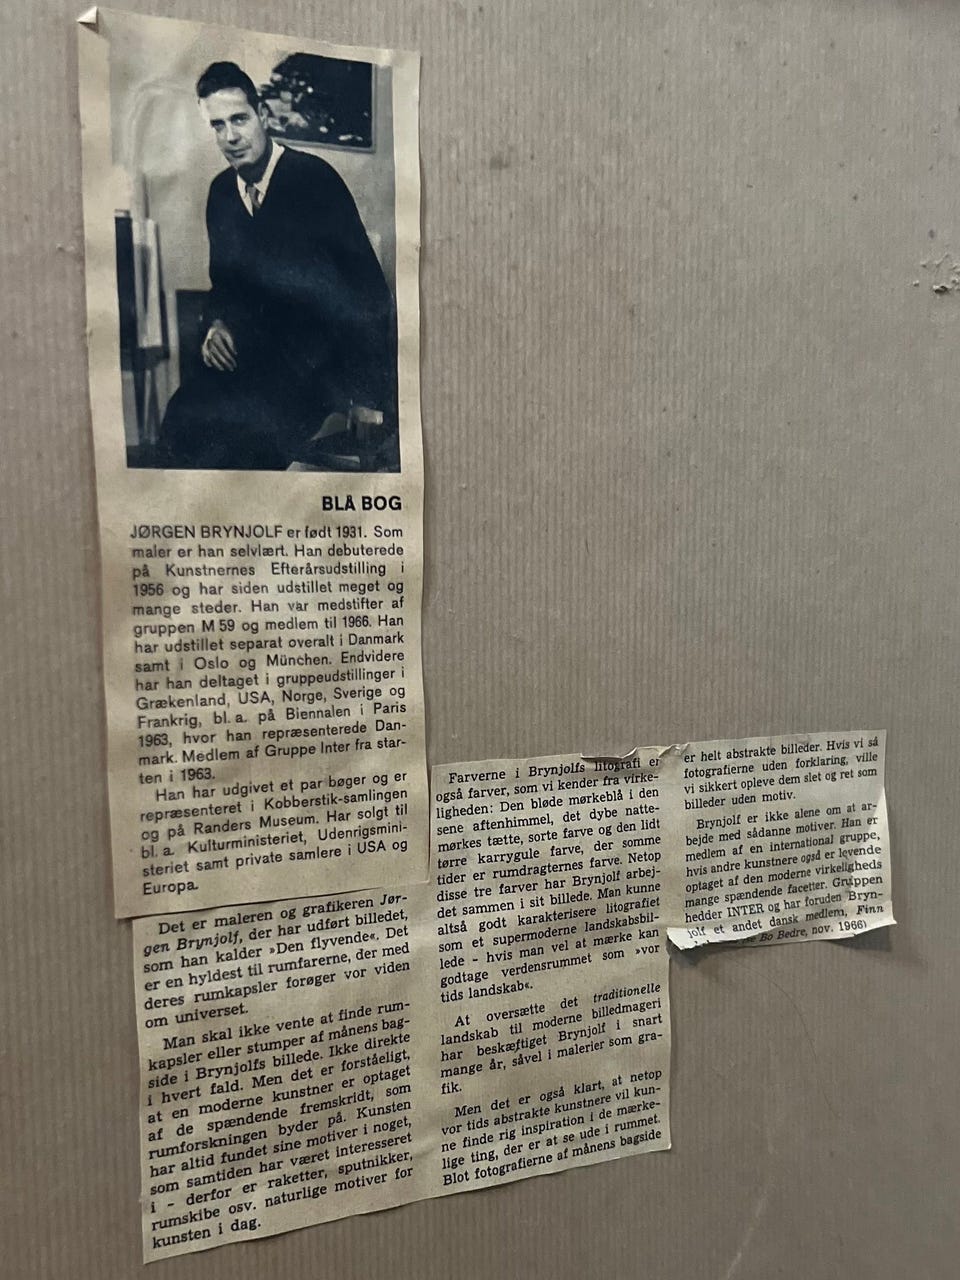 BLÅ BOG
JØRGEN BRYNJOLF er født 1931. Som
maler er han selvlært. Han debuterede
på Kunstnernes Efterårsudstilling i
1956 og har siden udstillet meget og
mange steder. Han var medstifter af
gruppen M 59 og medlem til 1966. Han
har udstillet separat overalt i Danmark
samt i Oslo og München. Endvidere
har han deltaget i gruppeudstillinger i
Grækenland, USA, Norge, Sverige og
Frankrig, bl. a. på Biennalen i Paris
1963, hvor han repræsenterede Dan-
mark. Medlem af Gruppe Inter fra star-
ten i 1963.
Han har udgivet et par bøger og er
repræsenteret i Kobberstik-samlingen
og på Randers Museum. Har solgt til
bl. a. Kulturministeriet, Udenrigsmini-
steriet samt private samlere i USA og
Europa.
Det er maleren og grafikeren Jør-
gen Brynjolf, der har udført billedet,
som han kalder »Den flyvende«. Det
er en hyldest til rumfarerne, der med
deres rumkapsler forøger vor viden
om universet.
Man skal ikke vente at finde rum-
kapsler eller stumper af månens bag-
side i Brynjolfs billede. Ikke direkte
i hvert fald. Men det er forståeligt,
at en moderne kunstner er optaget
af de spændende fremskridt, som
rumforskningen byder på. Kunsten
har altid fundet sine motiver i noget,
som samtiden har været interesseret
i – derfor er raketter, sputnikker,
rumskibe osv. naturlige motiver for
kunsten i dag.
Farverne i Brynjolfs litografi er
også farver, som vi kender fra virke-
ligheden: Den bløde mørkeblå i den
sene aftenhimmel, det dybe natte-
mørkes tætte, sorte farve og den lidt
tørre karrygule farve, der somme
tider er rumdragternes farve. Netop
disse tre farver har Brynjolf arbej-
det sammen i sit billede. Man kunne
altså godt karakterisere litografiet
som et supermoderne landskabsbil-
lede – hvis man vel at mærke kan
godtage verdensrummet som »vor
tids landskab«.
At oversætte det traditionelle
landskab til moderne billedmageri
har beskæftiget Brynjolf i snart
mange år, såvel i malerier som gra-
fik.
Men det er også klart, at netop
vor tids abstrakte kunstnere vil kun-
ne finde rig inspiration i de mærke-
lige ting, der er at se ude i rummet.
Blot fotografierne af månens bagside
er helt abstrakte billeder. Hvis vi så
fotografierne uden forklaring, ville
vi sikkert opleve dem slet og ret som
billeder uden motiv.
Brynjolf er ikke alene om at ar-
bejde med sådanne motiver. Han er
medlem af en international gruppe,
hvis andre kunstnere også er levende
optaget af den moderne virkeligheds
mange spændende facetter. Gruppen
hedder INTER og har foruden Bryn-
jolf et andet dansk medlem, Finn
Bo Bedre, nov. 1966)